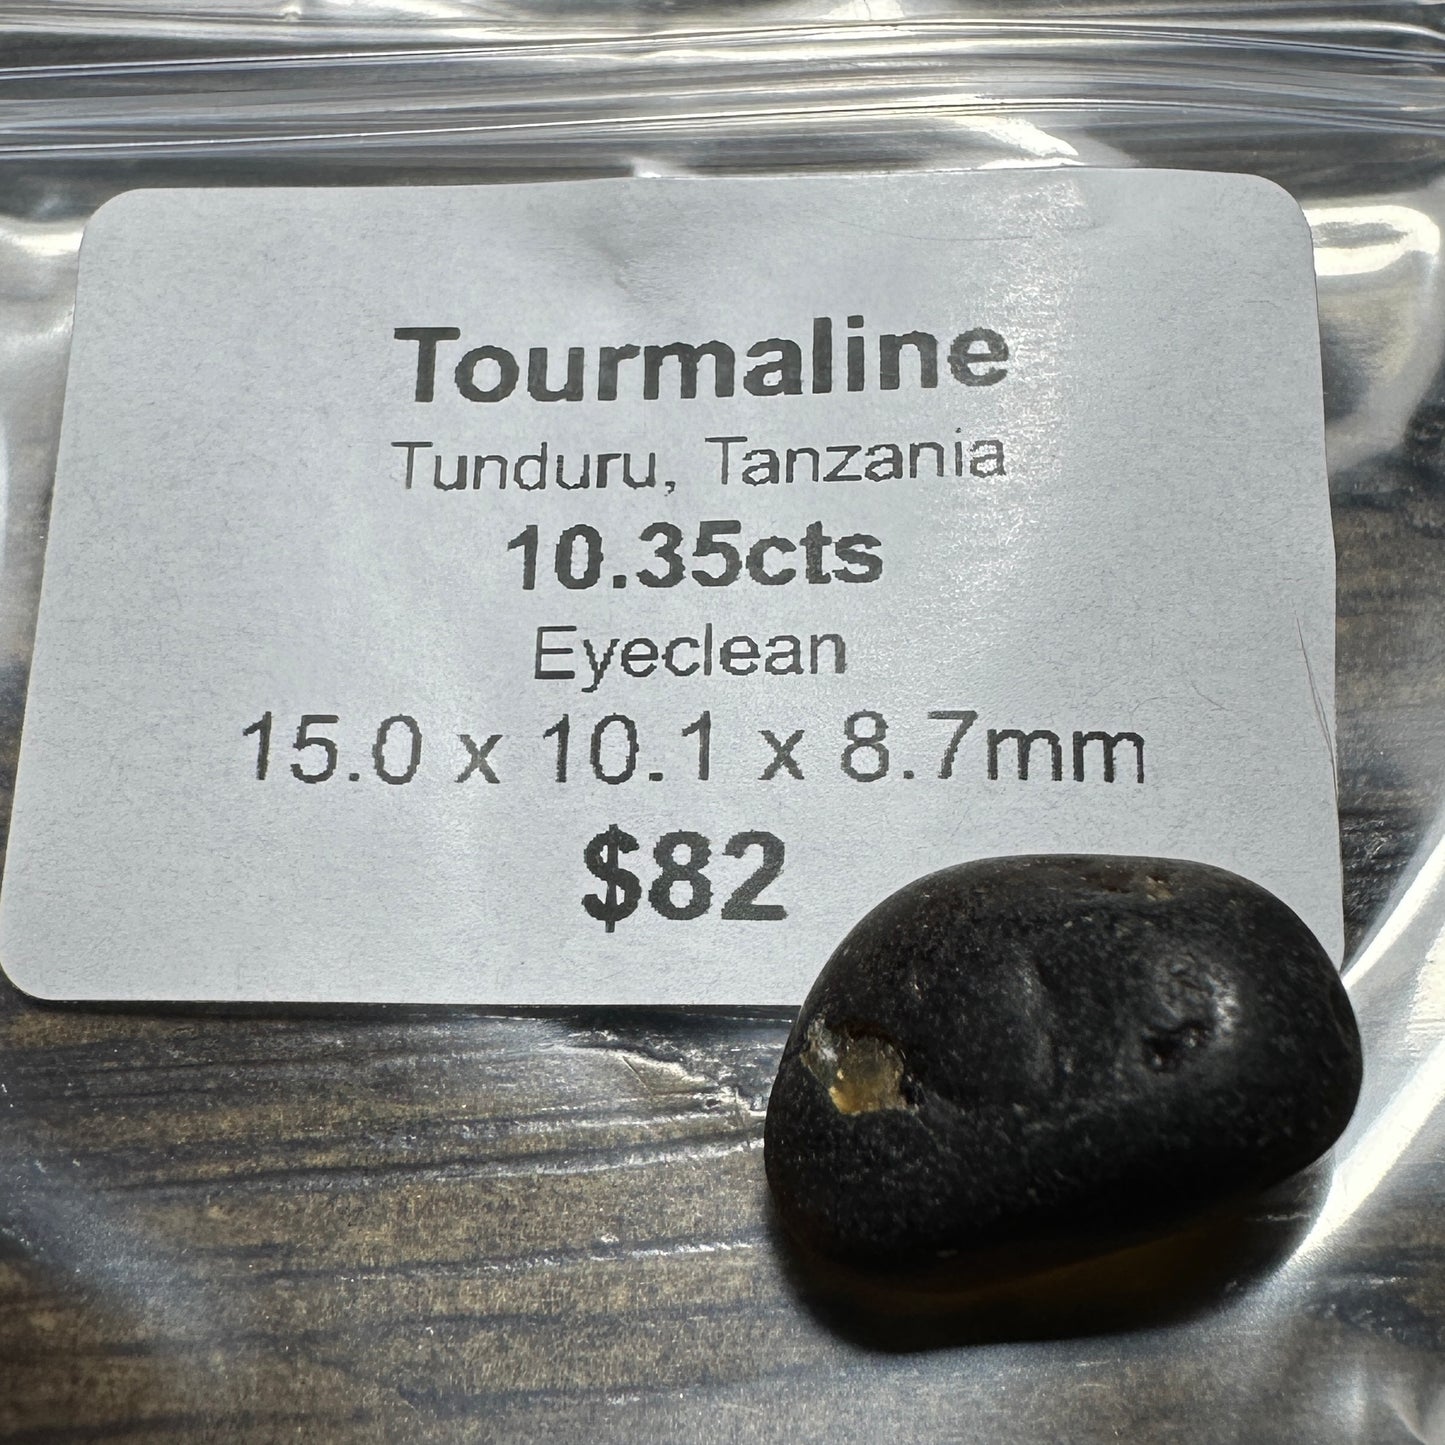 Tourmaline
Tunduru, Tanzania
10.35cts
Eyeclean
15.0 x 10.1 x 8.7mm
$82